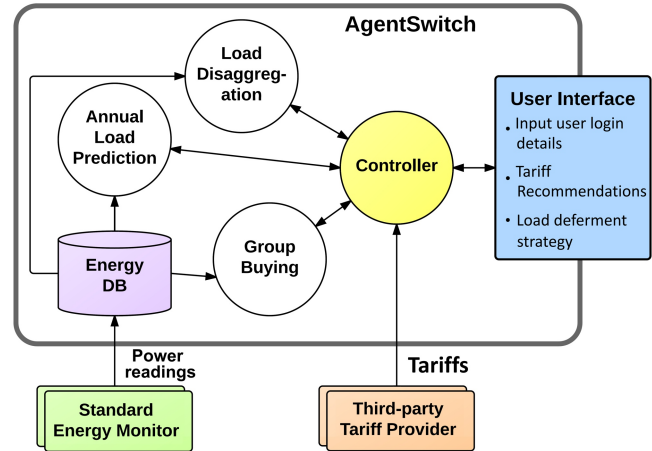 AgentSwitch
Load
Disaggreg-
ation
Annual
Load
Prediction
Controller
User Interface
• Input user login
details
• Tariff
Recommendations
• Load deferment
strategy
Group
Buying
Energy
DB
Power
readings
Tariffs
Standard
Energy Monitor
Third-party
Tariff Provider